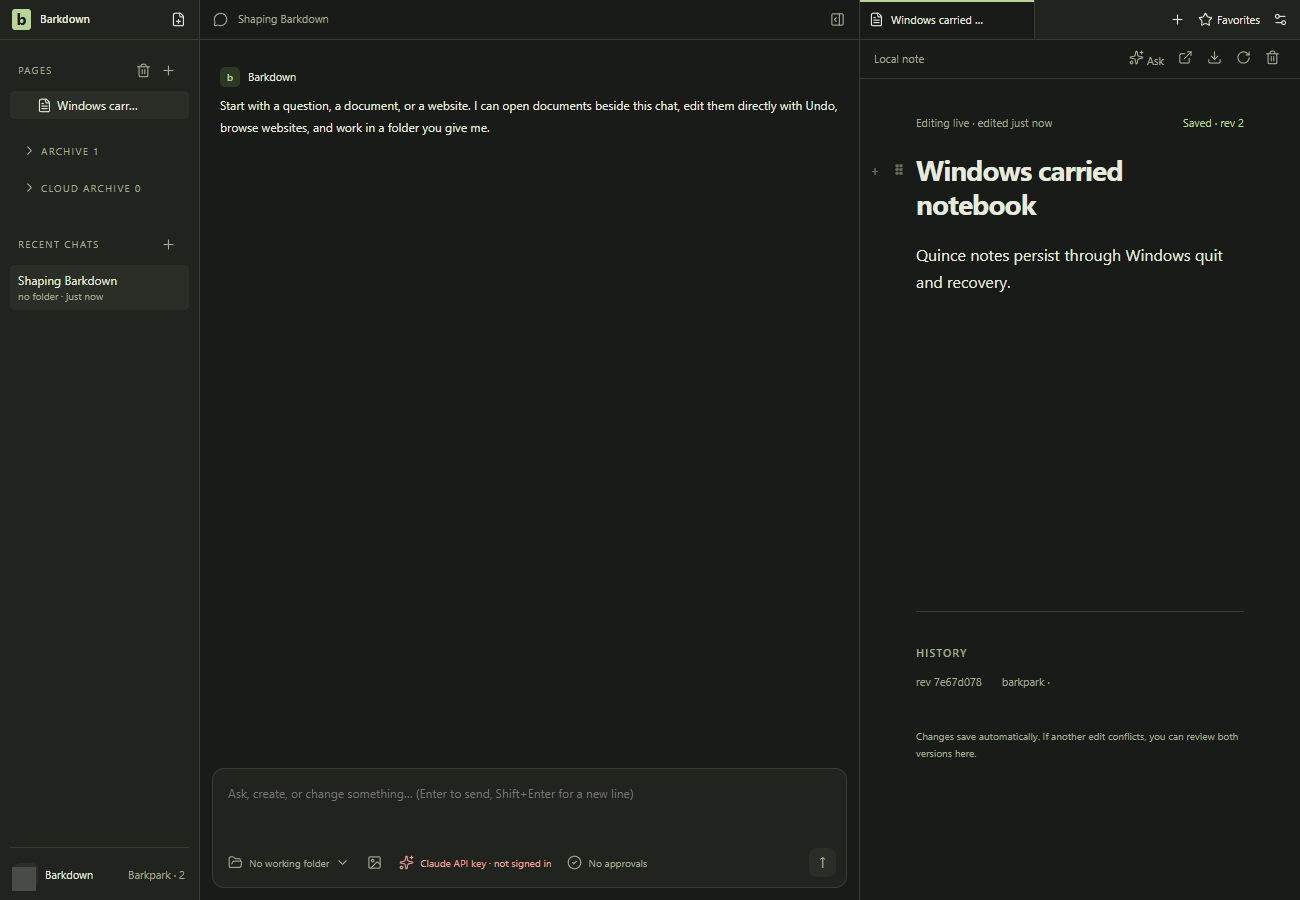 b Barkdown
PAGES
Windows carr...
ARCHIVE 1
CLOUD ARCHIVE 0
RECENT CHATS
Shaping Barkdown
no folder · just now
Barkdown Barkpark · 2
Shaping Barkdown
b Barkdown
Start with a question, a document, or a website. I can open documents beside this chat, edit them directly with Undo,
browse websites, and work in a folder you give me.
Ask, create, or change something... (Enter to send, Shift+Enter for a new line)
No working folder Claude API key · not signed in No approvals
Windows carried ... Favorites
Local note Ask
Editing live · edited just now Saved · rev 2
Windows carried
notebook
Quince notes persist through Windows quit
and recovery.
HISTORY
rev 7e67d078 barkpark ·
Changes save automatically. If another edit conflicts, you can review both
versions here.